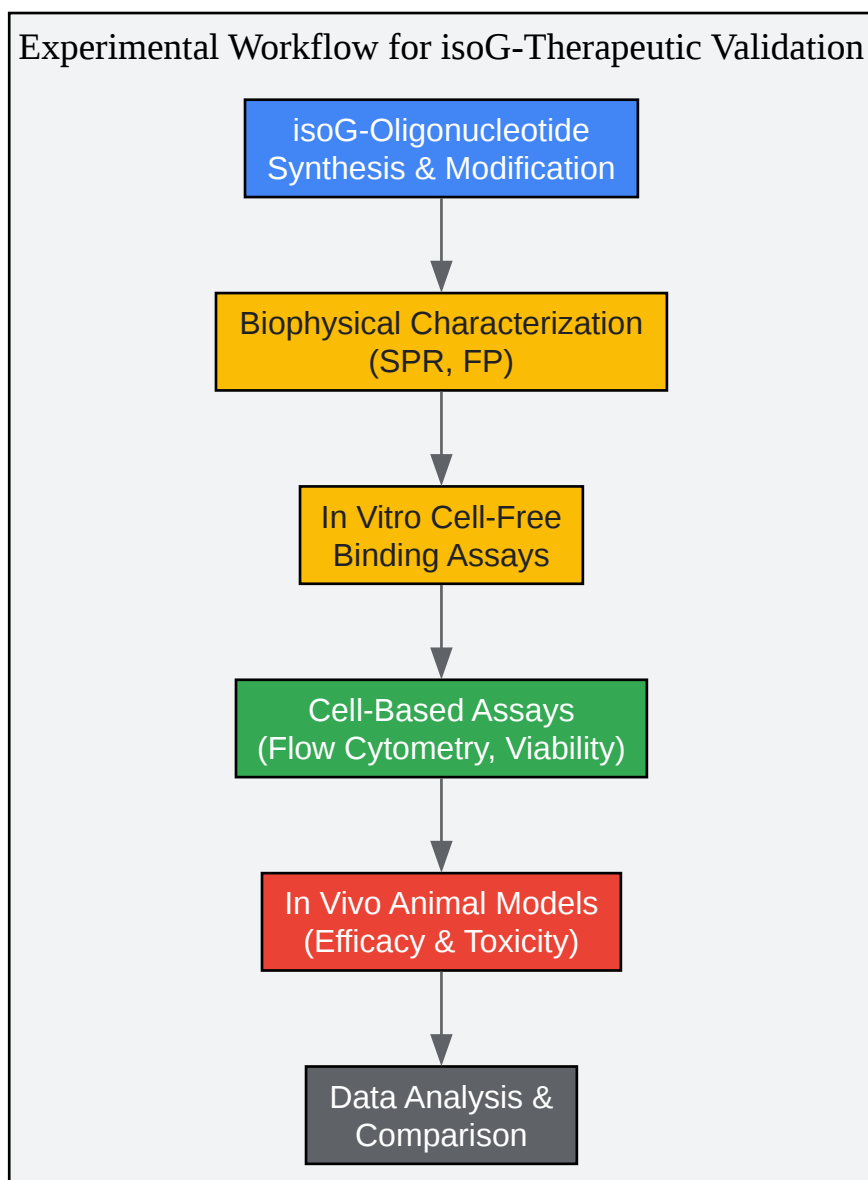 Experimental Workflow for isoG-Therapeutic Validation
isoG-Oligonucleotide
Synthesis & Modification
Biophysical Characterization
(SPR, FP)
In Vitro Cell-Free
Binding Assays
Cell-Based Assays
(Flow Cytometry, Viability)
In Vivo Animal Models
(Efficacy & Toxicity)
Data Analysis &
Comparison